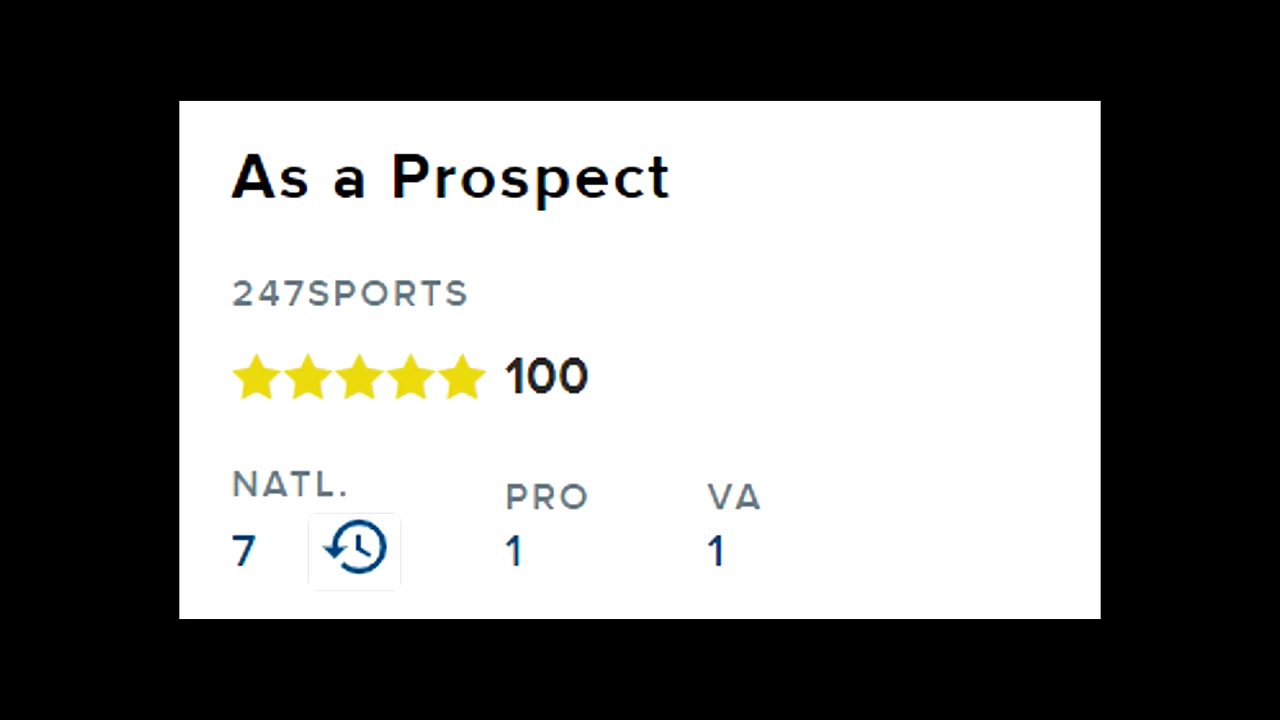 As a Prospect
247SPORTS
100
NATL. PRO VA
7 1 1